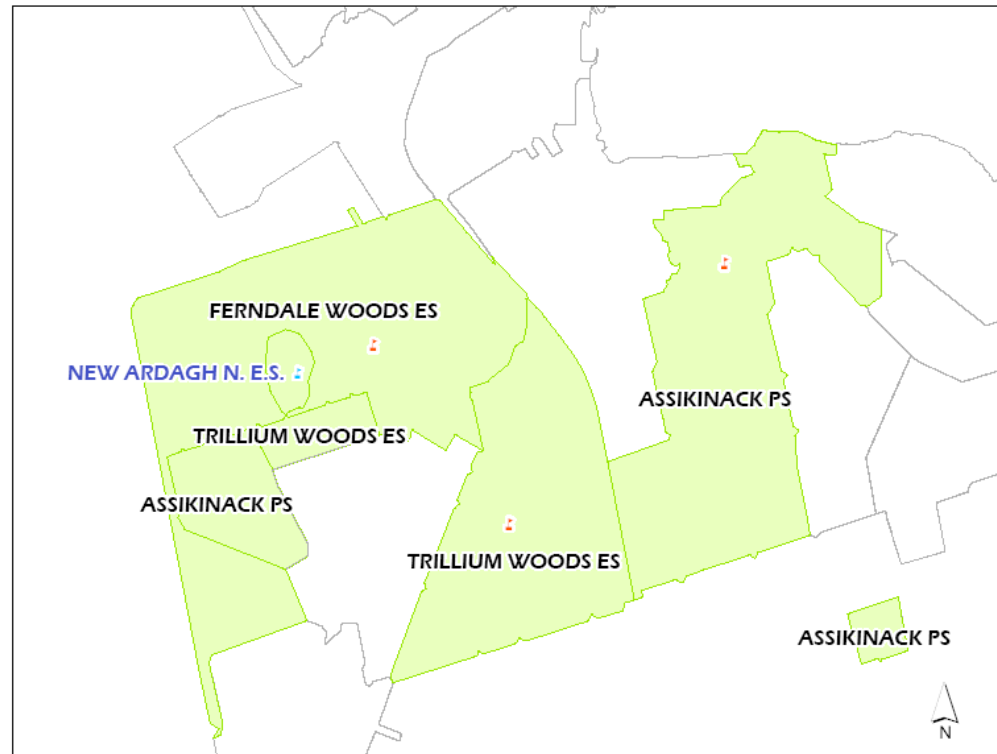 FERNDALE WOODS ES
NEW ARDAGH N. E.S.
ASSIKINACK PS
TRILLIUM WOODS ES
ASSIKINACK PS
TRILLIUM WOODS ES
ASSIKINACK PS
N